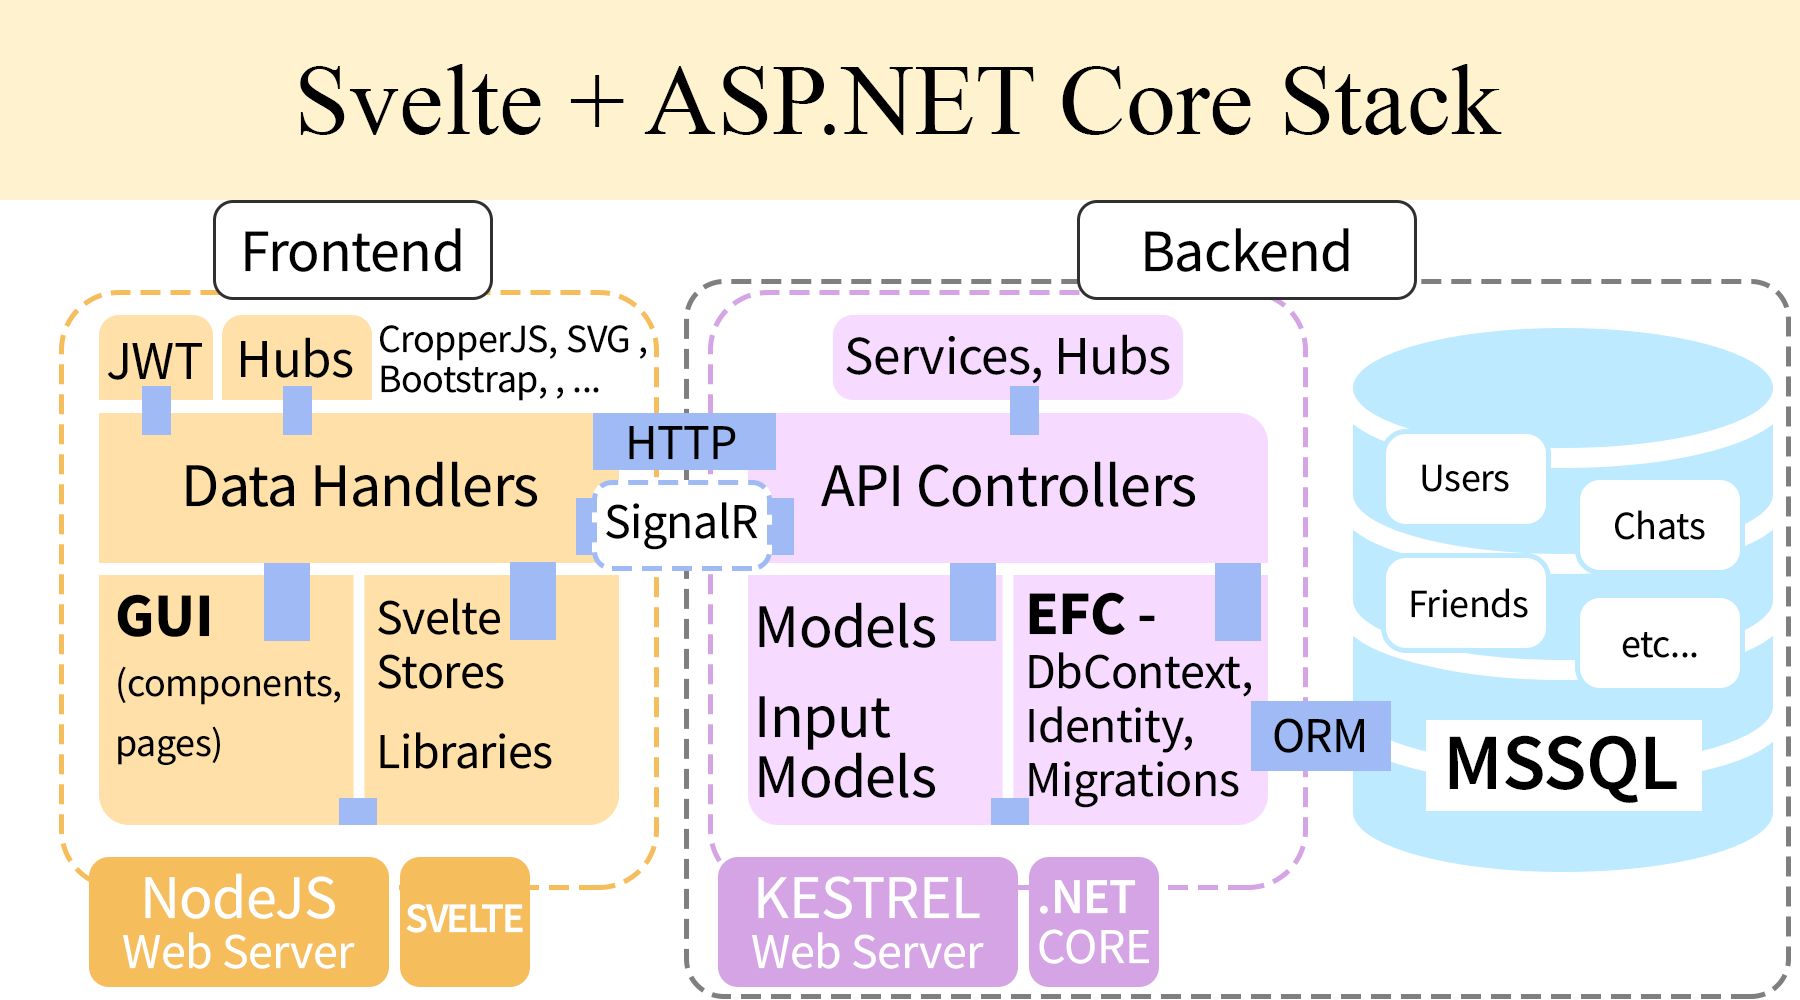 Svelte + ASP.NET Core Stack
Frontend
Backend
JWT
Hubs
CropperJS, SVG ,
Bootstrap, , ...
Data Handlers
HTTP
SignalR
GUI
(components,
pages)
Svelte
Stores
Libraries
NodeJS
Web Server
SVELTE
Services, Hubs
API Controllers
Models
Input
Models
EFC -
DbContext,
Identity,
Migrations
ORM
KESTREL
Web Server
.NET
CORE
Users
Chats
Friends
etc...
MSSQL